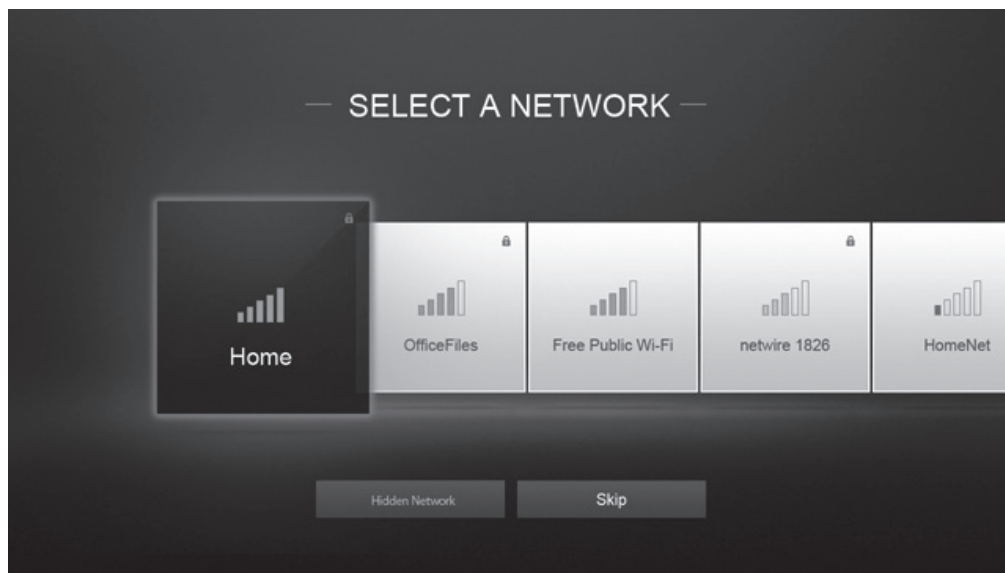 SELECT A NETWORK
Home
OfficeFiles
Free Public Wi-Fi
netwire 1826
HomeNet
Hidden Network
Skip